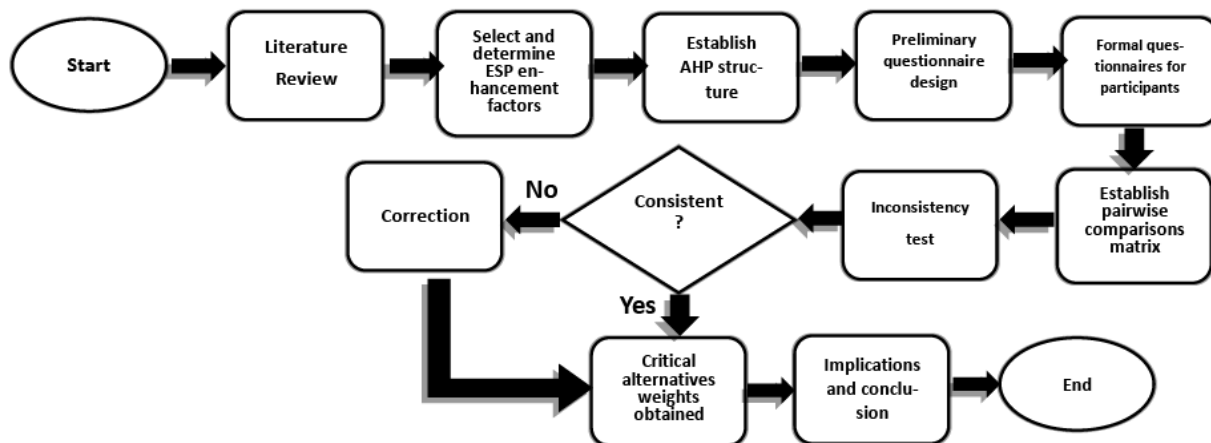 Start
Literature
Review
Select and
determine
ESP en-
hancement
factors
Establish
AHP struc-
ture
Preliminary
questionnaire
design
Formal ques-
tionnaires for
participants
Establish
pairwise
comparisons
matrix
Inconsistency
test
Consistent
?
No
Correction
Yes
Critical
alternatives
weights
obtained
Implications
and conclu-
sion
End